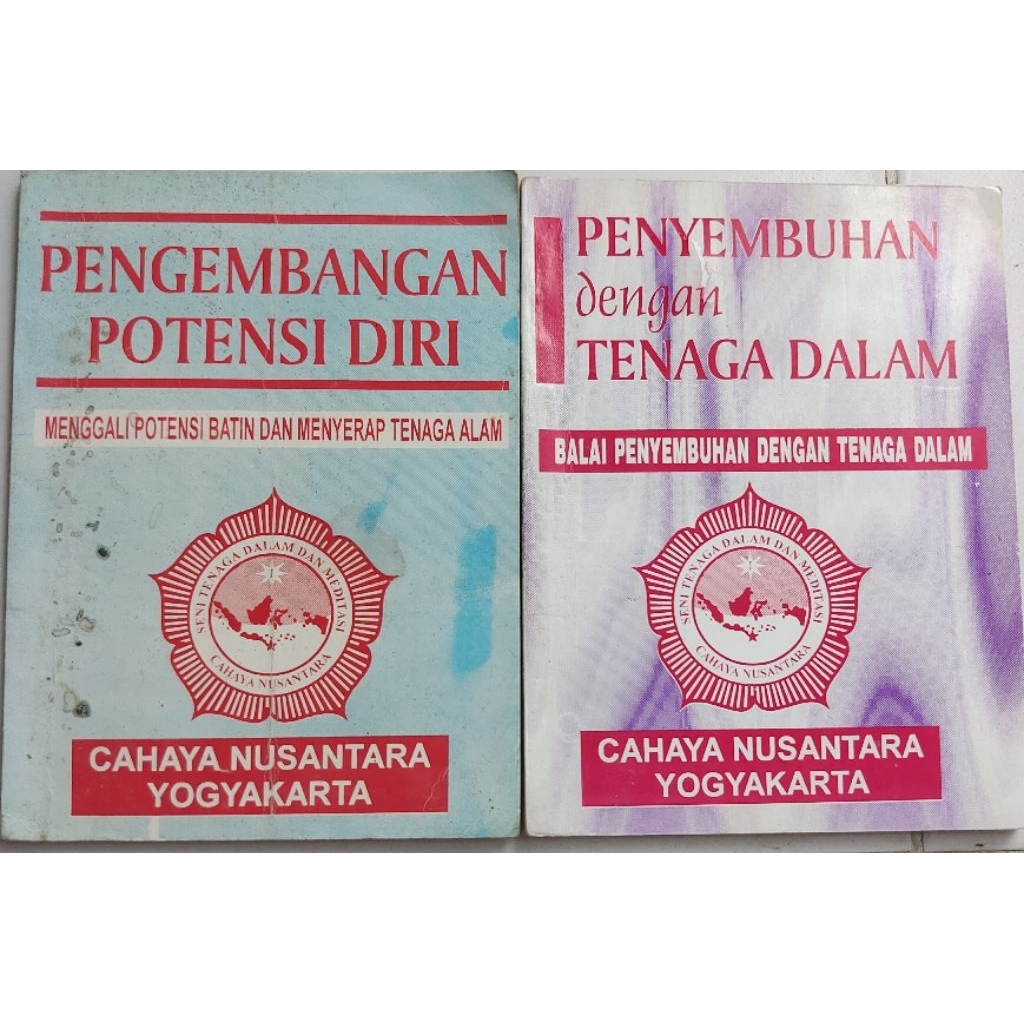 PENGEMBANGAN
POTENSI DIRI
MENGGALI POTENSI BATIN DAN MENYERAP TENAGA ALAM
SENI TENAGA DALAM DAN MEDITASI
CAHAYA NUSANTARA
CAHAYA NUSANTARA
YOGYAKARTA
PENYEMBUHAN
dengan
TENAGA DALAM
BALAI PENYEMBUHAN DENGAN TENAGA DALAM
SENI TENAGA DALAM DAN MEDITASI
CAHAYA NUSANTARA
CAHAYA NUSANTARA
YOGYAKARTA